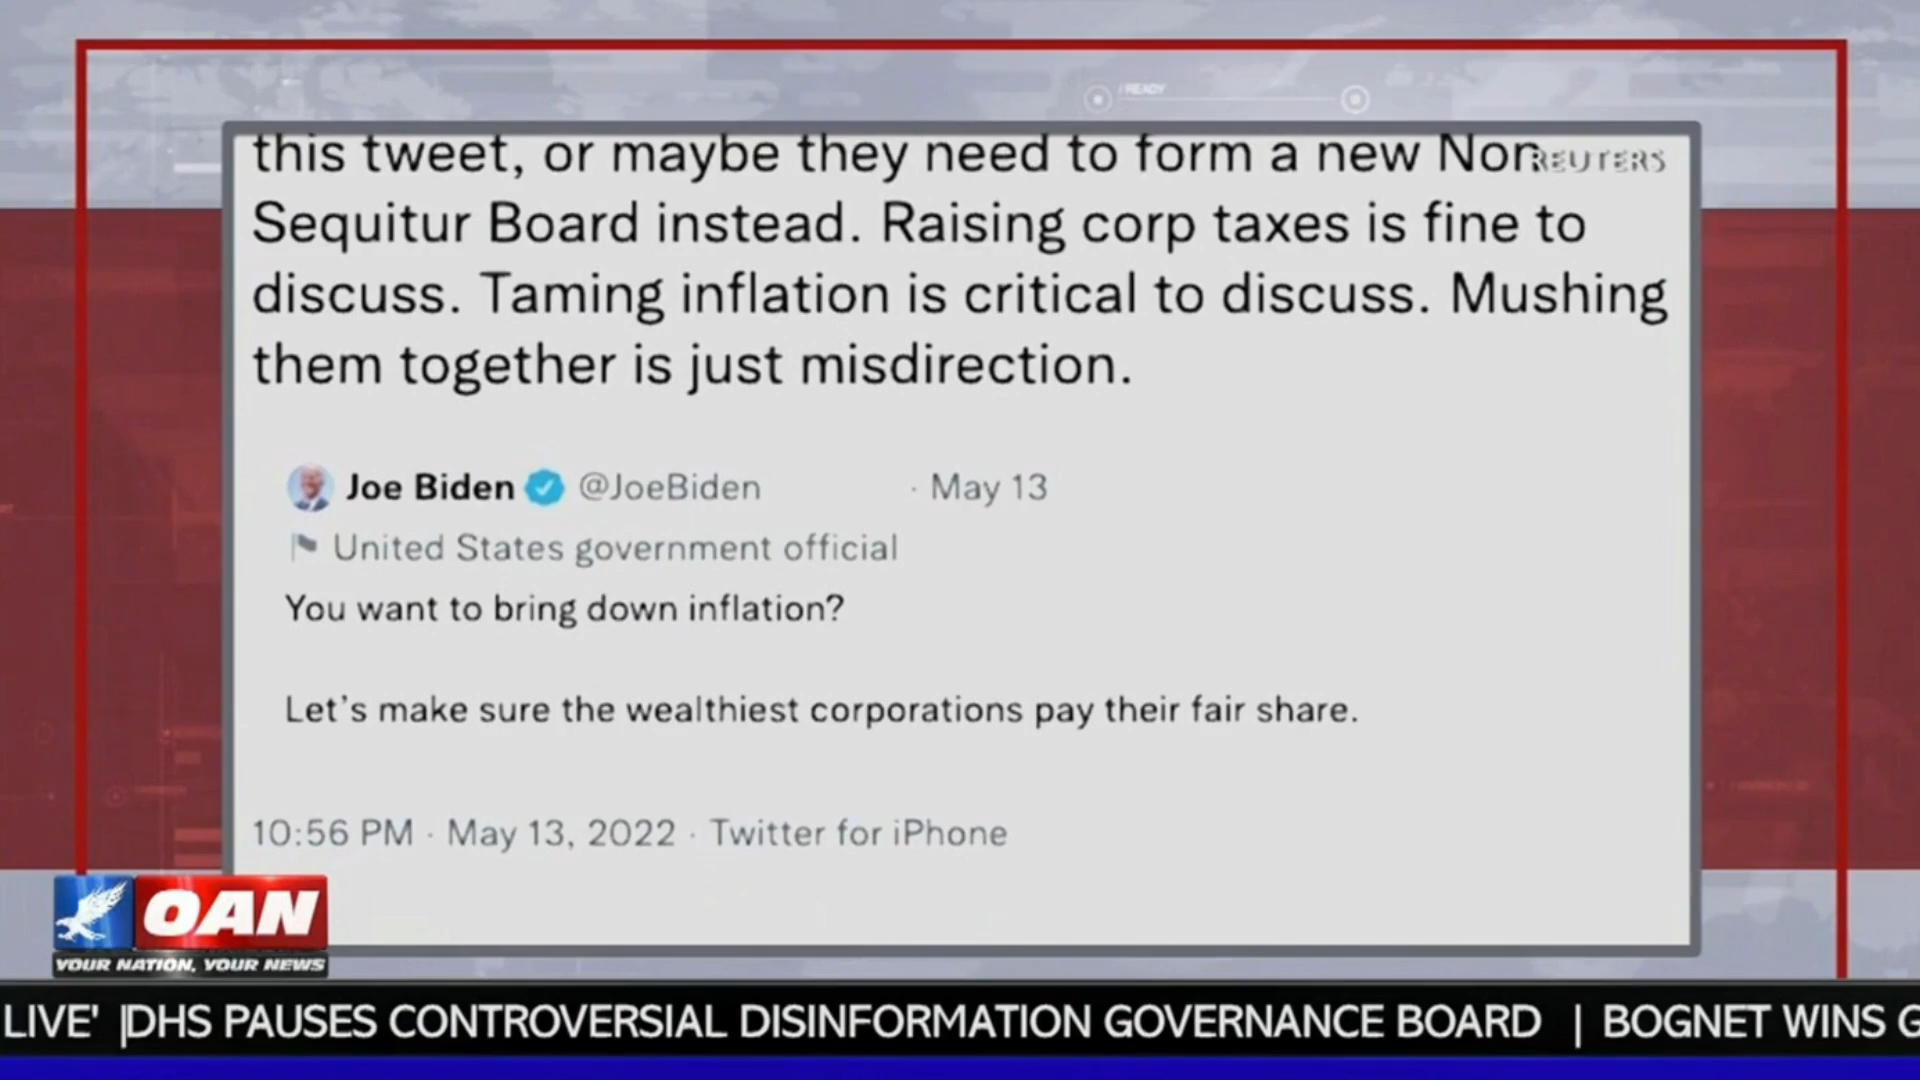 READY
this tweet, or maybe they need to form a new Non
REUTERS
Sequitur Board instead. Raising corp taxes is fine to
discuss. Taming inflation is critical to discuss. Mushing
them together is just misdirection.
Joe Biden @JoeBiden · May 13
United States government official
You want to bring down inflation?
Let's make sure the wealthiest corporations pay their fair share.
10:56 PM · May 13, 2022 · Twitter for iPhone
OAN
YOUR NATION, YOUR NEWS
LIVE' | DHS PAUSES CONTROVERSIAL DISINFORMATION GOVERNANCE BOARD | BOGNET WINS G